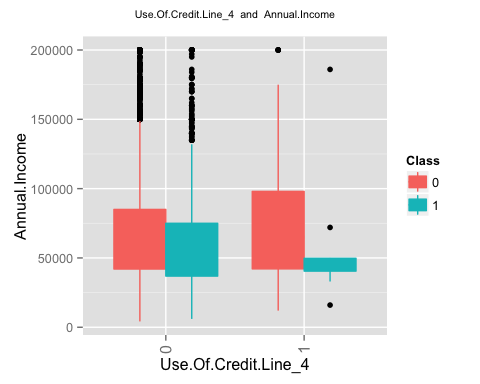 Use.Of.Credit.Line_4 and Annual.Income
200000
150000
100000
50000
0
Annual.Income
0
1
Use.Of.Credit.Line_4
Class
0
1